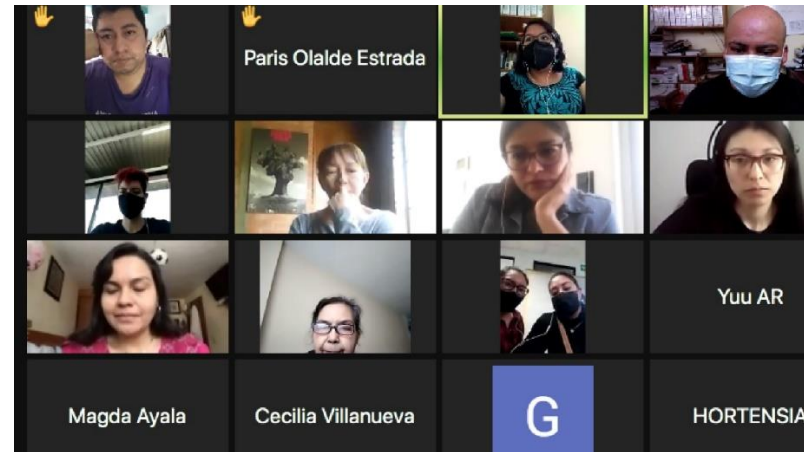 Paris Olalde Estrada
Yuu AR
Magda Ayala
Cecilia Villanueva
G
HORTENSIA